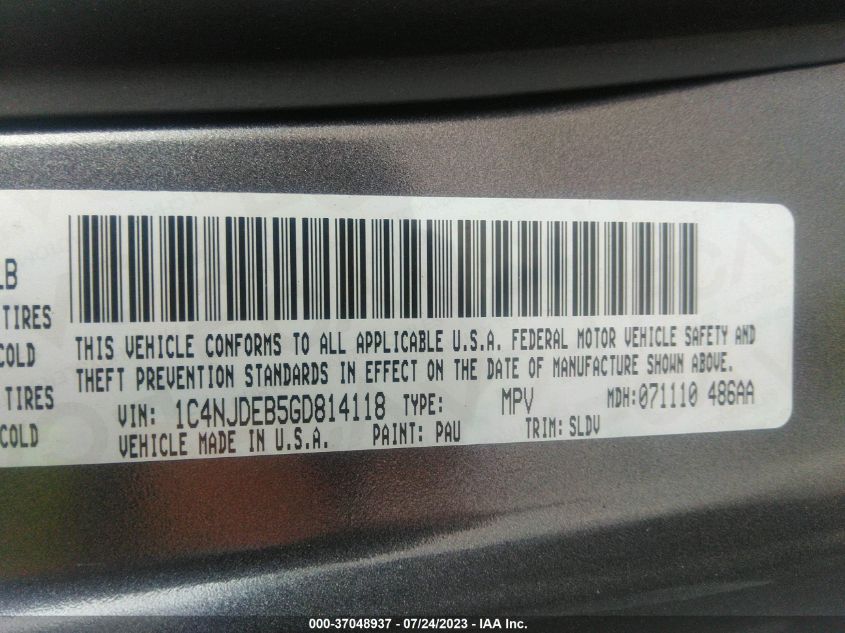 LB
TIRES
COLD
TIRES
COLD
THIS VEHICLE CONFORMS TO ALL APPLICABLE U.S.A. FEDERAL MOTOR VEHICLE SAFETY AND
THEFT PREVENTION STANDARDS IN EFFECT ON THE DATE OF MANUFACTURE SHOWN ABOVE.
VIN: 1C4NJDEB5GD814118 TYPE: MPV MDH:071110 486AA
VEHICLE MADE IN U.S.A. PAINT: PAU TRIM: SLDV
000-37048937 - 07/24/2023 - IAA Inc.